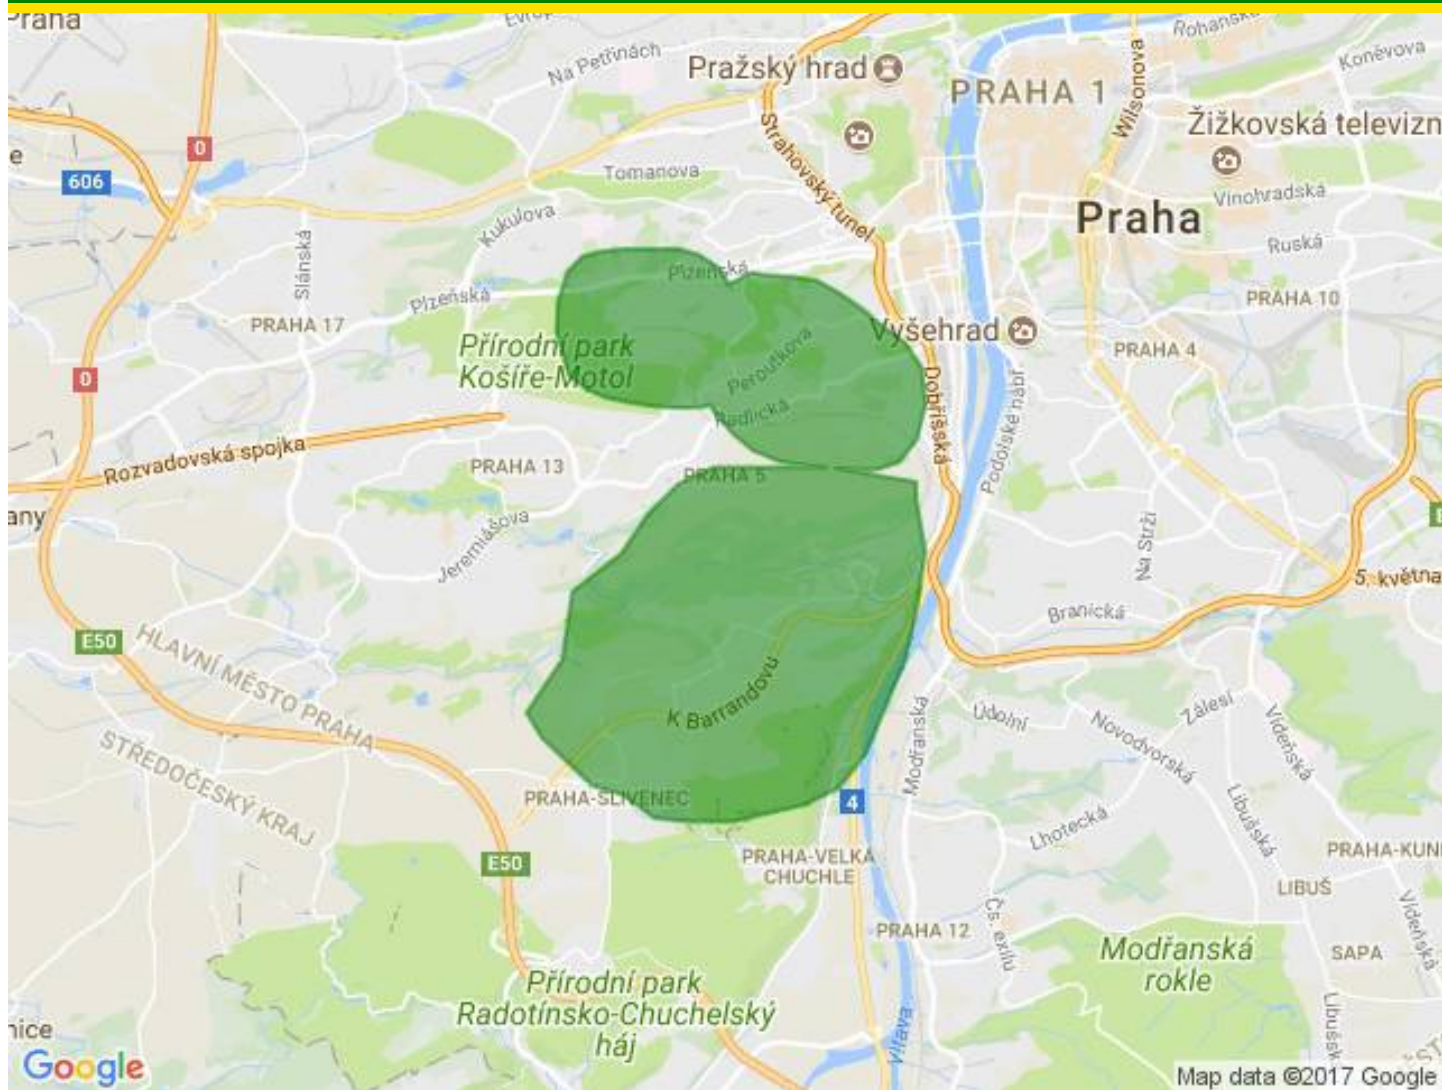 Praha
Evrop
Na Petřinách
Pražský hrad
PRAHA 1
Wilsonova
Rohansk
Koněvova
Žižkovská televizn
0
e
606
Strahovský tunel
Tomanova
Vinohradská
Praha
Kukulova
Slánská
Ruská
Plzeňská
Plzeňská
PRAHA 17
PRAHA 10
Vyšehrad
PRAHA 4
Přírodní park
Košíře-Motol
Peroutkova
0
Dobříšská
Podolské nábř
Radlická
Rozvadovská spojka
PRAHA 13
PRAHA 5
any
Jeremiášova
Na Strži
E
5. května
Branická
E50
HLAVNÍ MĚSTO PRAHA
STŘEDOČESKÝ KRAJ
K Barrandovu
Údolní
Zálesí
Novodvorská
Vídeňská
Modřanská
PRAHA-SLIVENEC
4
Libušská
Lhotecká
PRAHA-VELKÁ
CHUCHLE
PRAHA-KUN
E50
LIBUŠ
Čs. exilu
Vídeňská
PRAHA 12
Modřanská
rokle
SAPA
Přírodní park
Radotínsko-Chuchelský
háj
Vltava
Libušsk
nice
Google
Map data ©2017 Google